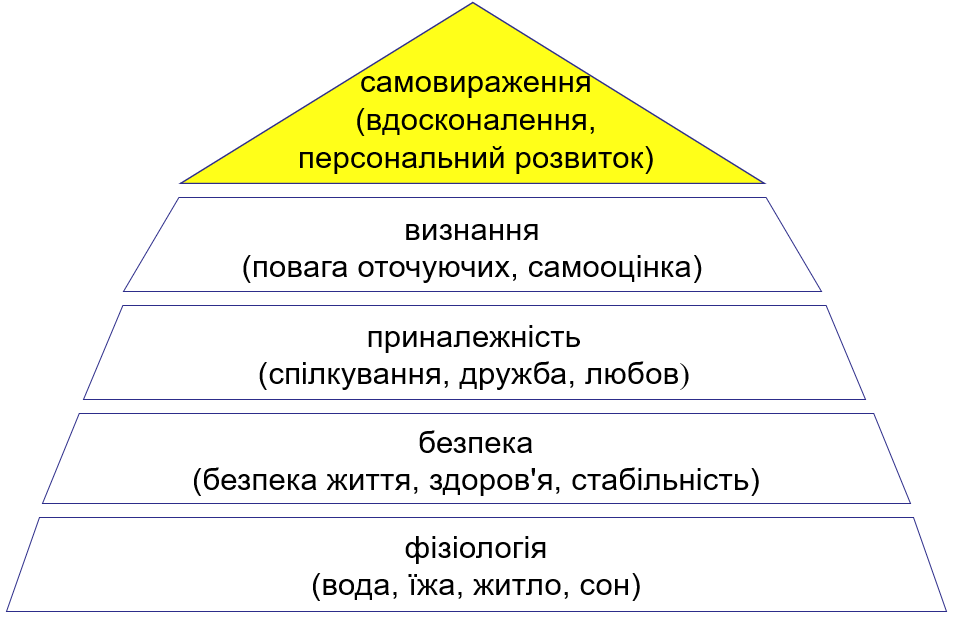 самовираження
(вдосконалення,
персональний розвиток)
визнання
(повага оточуючих, самооцінка)
приналежність
(спілкування, дружба, любов)
безпека
(безпека життя, здоров'я, стабільність)
фізіологія
(вода, їжа, житло, сон)